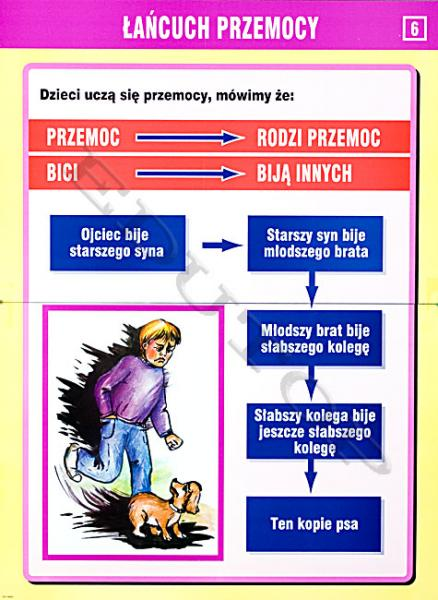 ŁAŃCUCH PRZEMOCY
6
Dzieci uczą się przemocy, mówimy że:
PRZEMOC RODZI PRZEMOC
BICI BIJĄ INNYCH
Ojciec bije
starszego syna
Starszy syn bije
młodszego brata
Młodszy brat bije
słabszego kolegę
Słabszy kolega bije
jeszcze słabszego
kolegę
Ten kopie psa